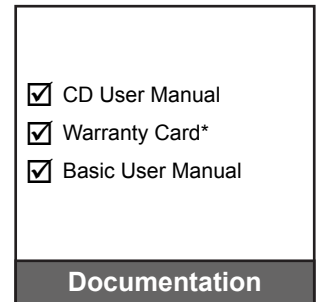 ☑ CD User Manual
☑ Warranty Card*
☑ Basic User Manual
Documentation